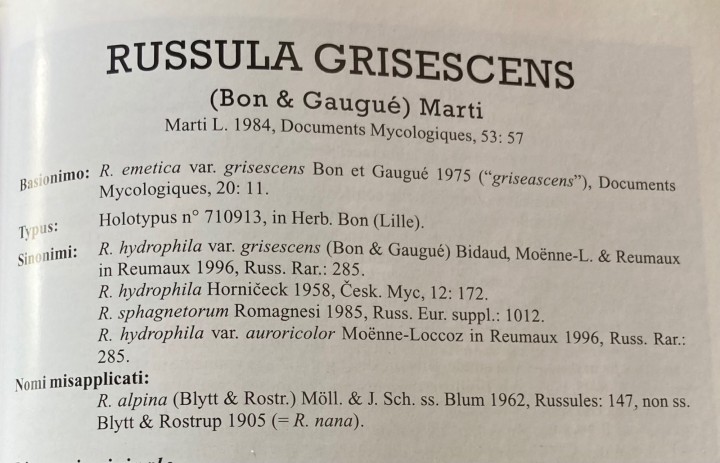 RUSSULA GRISESCENS
(Bon & Gaugué) Marti
Marti L. 1984, Documents Mycologiques, 53: 57
Basionimo: R. emetica var. grisescens Bon et Gaugué 1975 ("griseascens"), Documents
Mycologiques, 20: 11.
Typus: Holotypus n° 710913, in Herb. Bon (Lille).
Sinonimi: R. hydrophila var. grisescens (Bon & Gaugué) Bidaud, Moënne-L. & Reumaux
in Reumaux 1996, Russ. Rar.: 285.
R. hydrophila Horničeck 1958, Česk. Myc, 12: 172.
R. sphagnetorum Romagnesi 1985, Russ. Eur. suppl.: 1012.
R. hydrophila var. auroricolor Moënne-Loccoz in Reumaux 1996, Russ. Rar.:
285.
Nomi misapplicati:
R. alpina (Blytt & Rostr.) Möll. & J. Sch. ss. Blum 1962, Russules: 147, non ss.
Blytt & Rostrup 1905 (= R. nana).